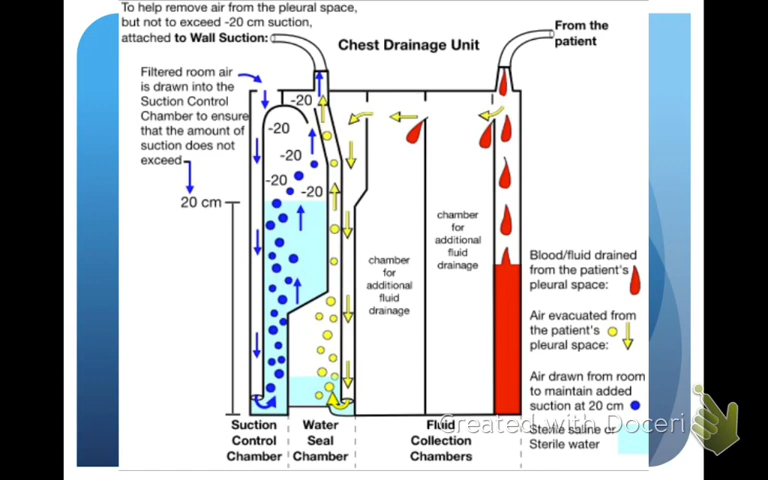 To help remove air from the pleural space,
but not to exceed -20 cm suction,
attached to Wall Suction:
Chest Drainage Unit
From the
patient
Filtered room air
is drawn into the
Suction Control
Chamber to ensure
that the amount of
suction does not
exceed
-20
-20
-20
-20
-20
20 cm
chamber
for
additional
fluid
drainage
chamber
for
additional
fluid
drainage
Blood/fluid drained
from the patient's
pleural space:
Air evacuated from
the patient's
pleural space:
Air drawn from room
to maintain added
suction at 20 cm
Sterile saline or
Sterile water
Suction
Control
Chamber
Water
Seal
Chamber
Fluid
Collection
Chambers
Created with Doceri